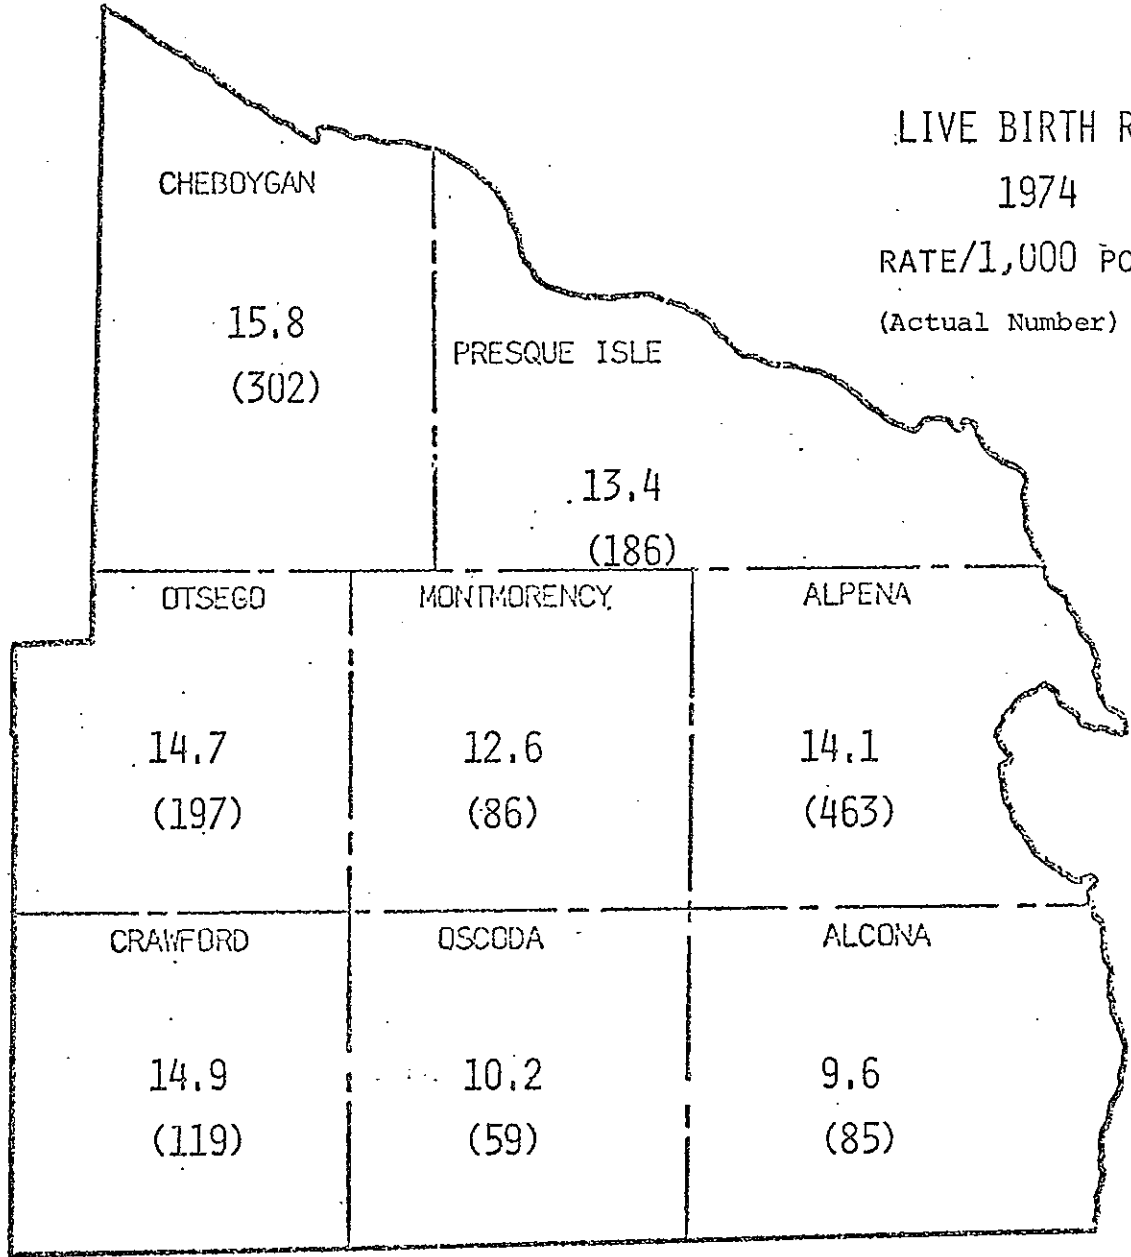 LIVE BIRTH R
1974
RATE/1,000 PO
(Actual Number)
CHEBOYGAN
15.8
(302)
PRESQUE ISLE
13.4
(186)
OTSEGO
14.7
(197)
MONTMORENCY
12.6
(86)
ALPENA
14.1
(463)
CRAWFORD
14.9
(119)
OSCODA
10.2
(59)
ALCONA
9.6
(85)